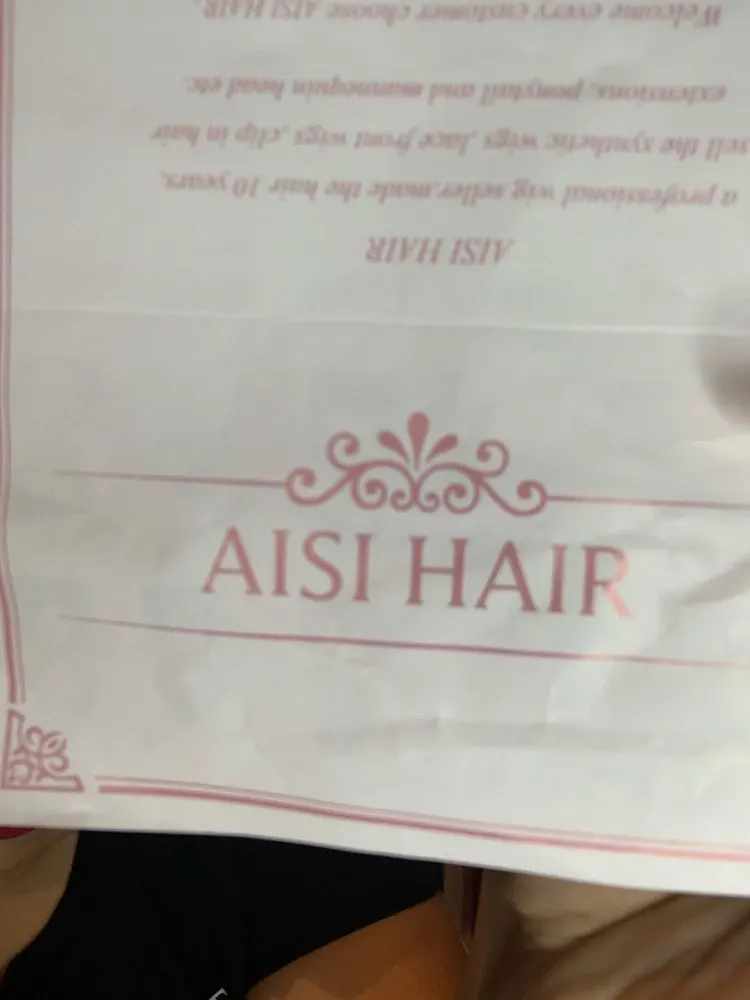 AISI HAIR
AISI HAIR
a professional wig seller,made the hair 10 years,
sell the synthetic wigs ,lace front wigs ,clip in hair
extensions, ponytail and mannequin head etc.
Welcome every customer choose AISI HAIR.